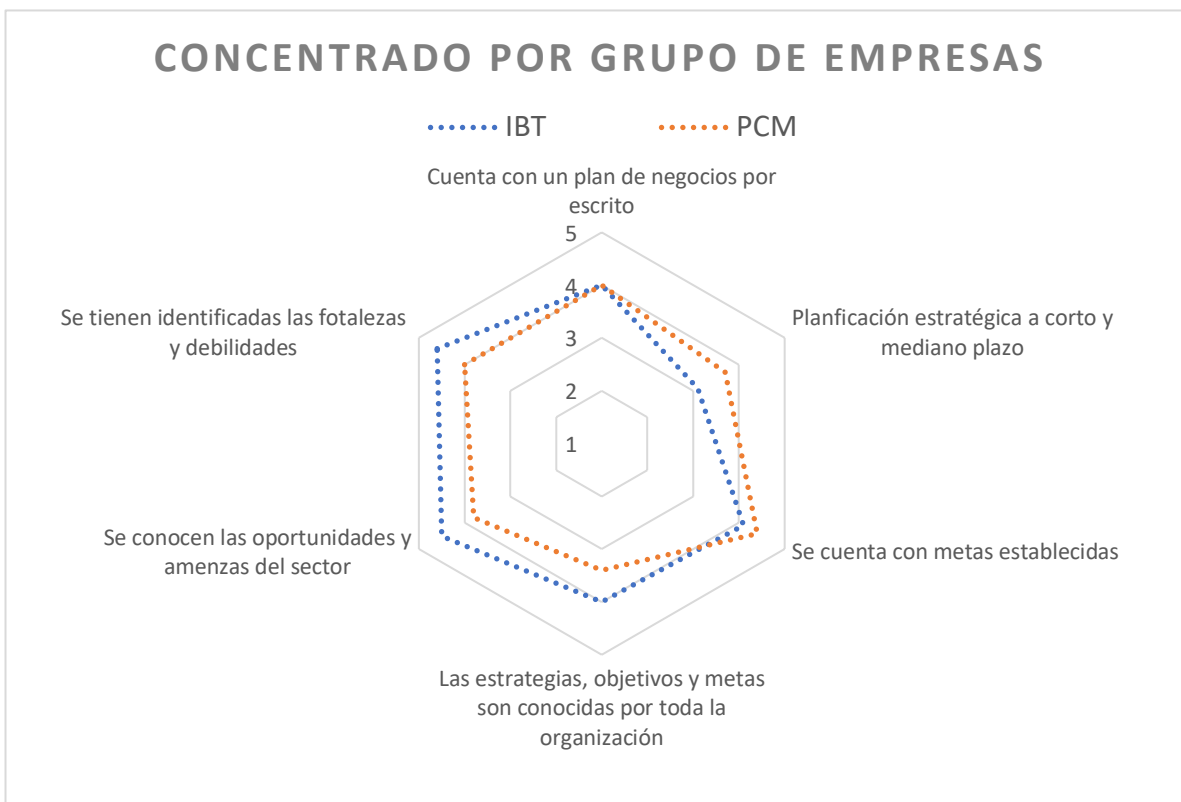 CONCENTRADO POR GRUPO DE EMPRESAS
IBT PCM
Cuenta con un plan de negocios por
escrito
5
4
3
2
1
Planficación estratégica a corto y
mediano plazo
Se cuenta con metas establecidas
Las estrategias, objetivos y metas
son conocidas por toda la
organización
Se conocen las oportunidades y
amenzas del sector
Se tienen identificadas las fotalezas
y debilidades